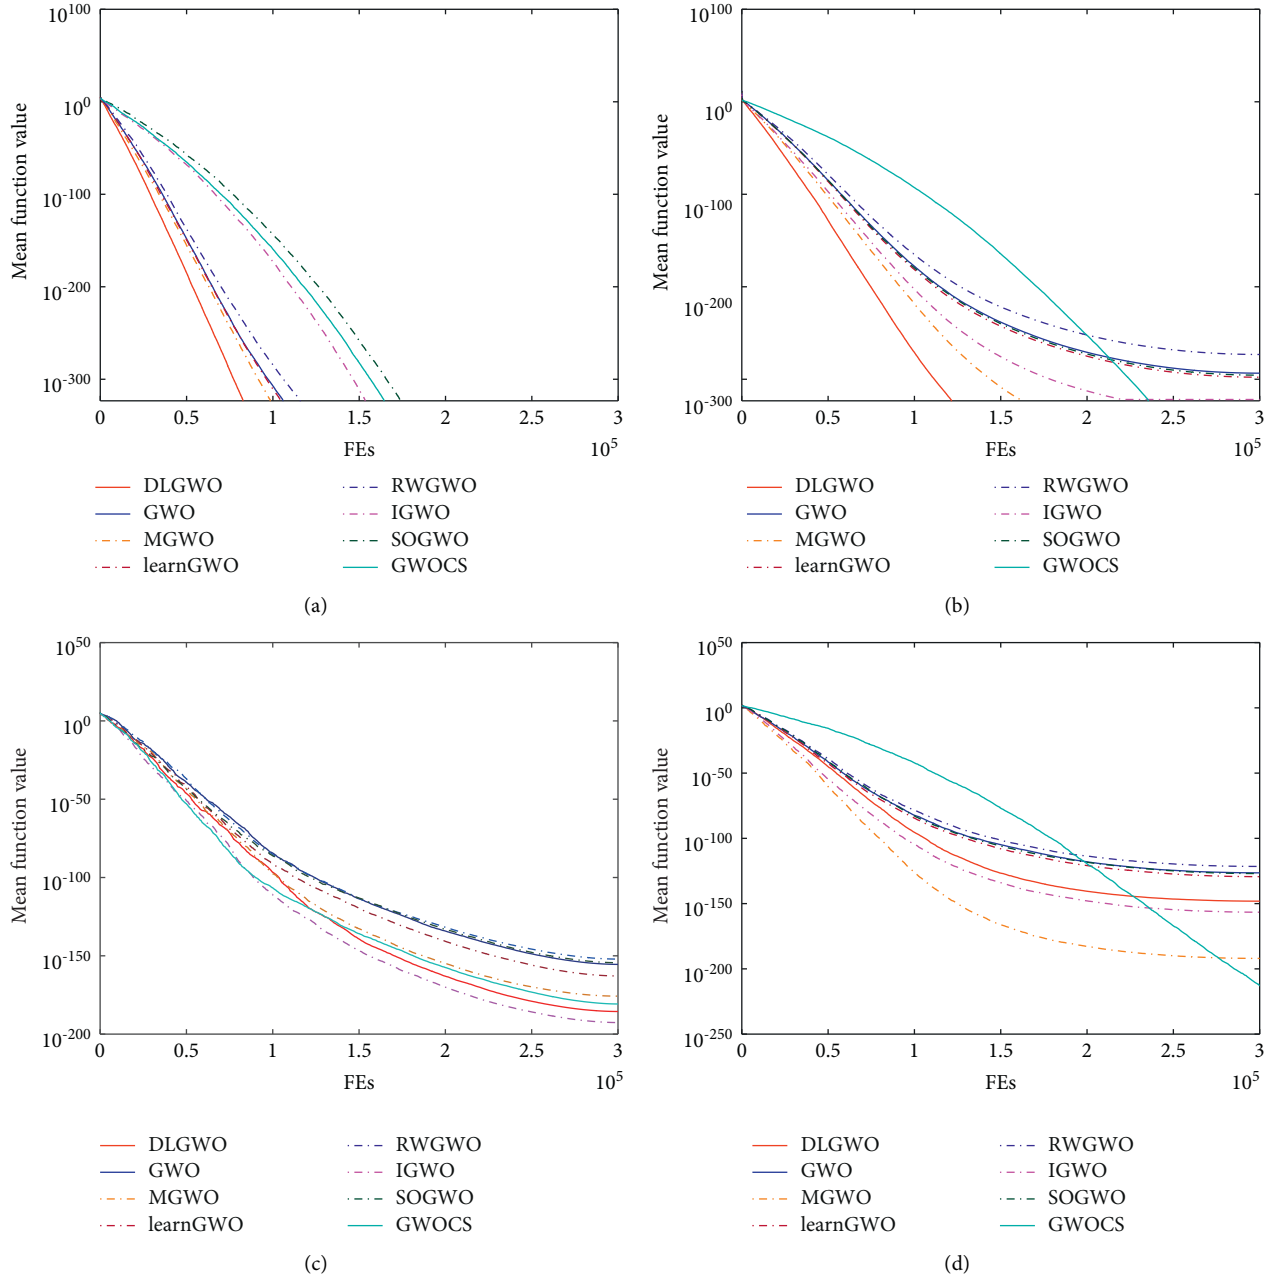 10^100
10^0
10^-100
10^-200
10^-300
Mean function value
0 0.5 1 1.5 2 2.5 3
FEs
10^5
DLGWO
GWO
MGWO
learnGWO
RWGWO
IGWO
SOGWO
GWOCS
(a)
10^100
10^0
10^-100
10^-200
10^-300
Mean function value
0 0.5 1 1.5 2 2.5 3
FEs
10^5
DLGWO
GWO
MGWO
learnGWO
RWGWO
IGWO
SOGWO
GWOCS
(b)
10^50
10^0
10^-50
10^-100
10^-150
10^-200
Mean function value
0 0.5 1 1.5 2 2.5 3
FEs
10^5
DLGWO
GWO
MGWO
learnGWO
RWGWO
IGWO
SOGWO
GWOCS
(c)
10^50
10^0
10^-50
10^-100
10^-150
10^-200
10^-250
Mean function value
0 0.5 1 1.5 2 2.5 3
FEs
10^5
DLGWO
GWO
MGWO
learnGWO
RWGWO
IGWO
SOGWO
GWOCS
(d)